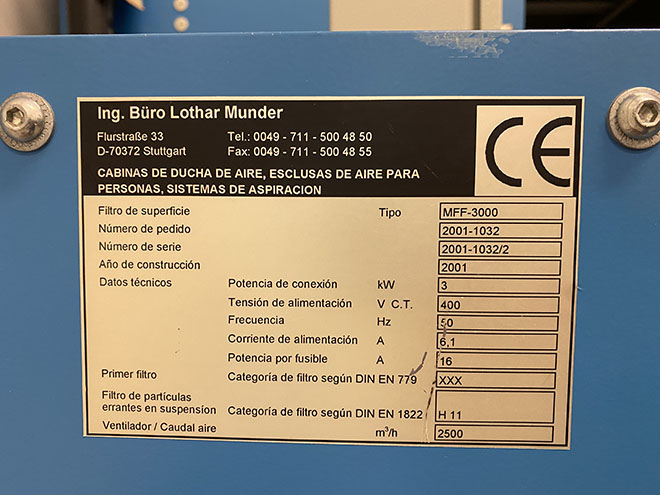 Ing. Büro Lothar Munder
Flurstraße 33 Tel.: 0049 - 711 - 500 48 50
D-70372 Stuttgart Fax: 0049 - 711 - 500 48 55
CABINAS DE DUCHA DE AIRE, ESCLUSAS DE AIRE PARA
PERSONAS, SISTEMAS DE ASPIRACION
CE
Filtro de superficie Tipo MFF-3000
Número de pedido 2001-1032
Número de serie 2001-1032/2
Año de construcción 2001
Datos técnicos Potencia de conexión kW 3
Tensión de alimentación V C.T. 400
Frecuencia Hz 50
Corriente de alimentación A 6,1
Potencia por fusible A 16
Primer filtro Categoría de filtro según DIN EN 779 XXX
Filtro de partículas
errantes en suspensión Categoría de filtro según DIN EN 1822 H 11
Ventilador / Caudal aire m³/h 2500